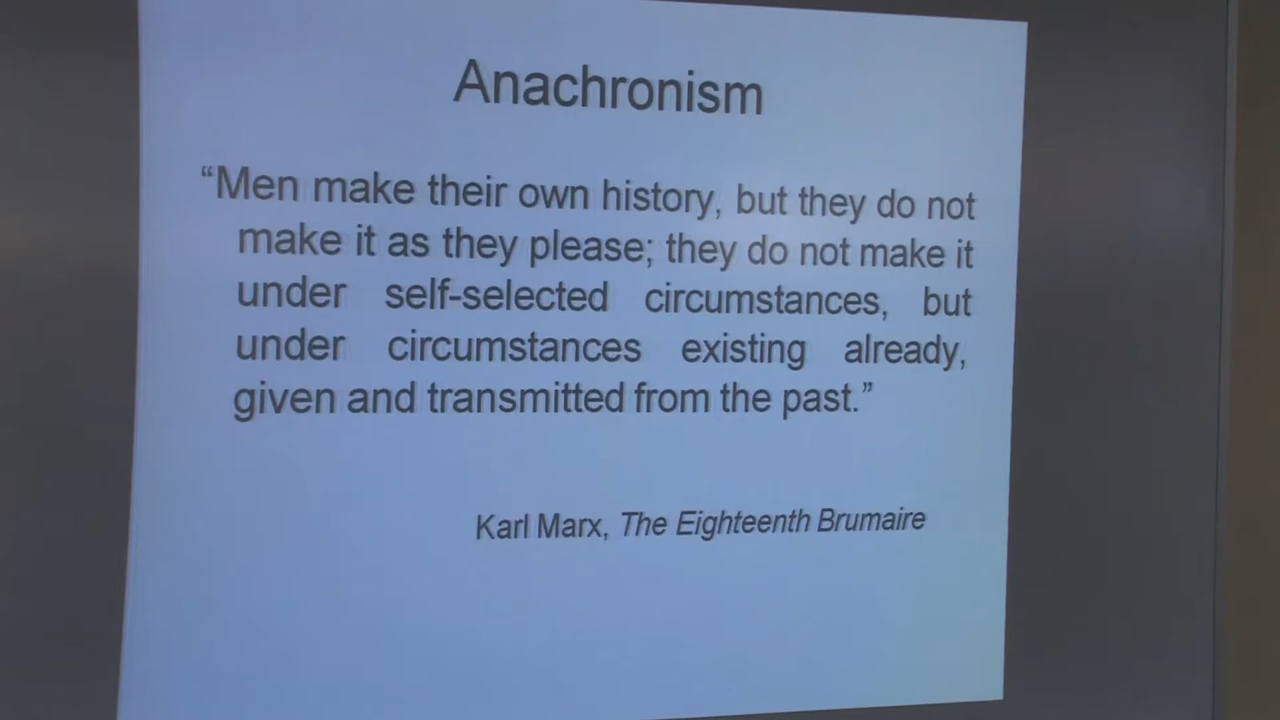 Anachronism
“Men make their own history, but they do not
make it as they please; they do not make it
under self-selected circumstances, but
under circumstances existing already,
given and transmitted from the past.”
Karl Marx, The Eighteenth Brumaire